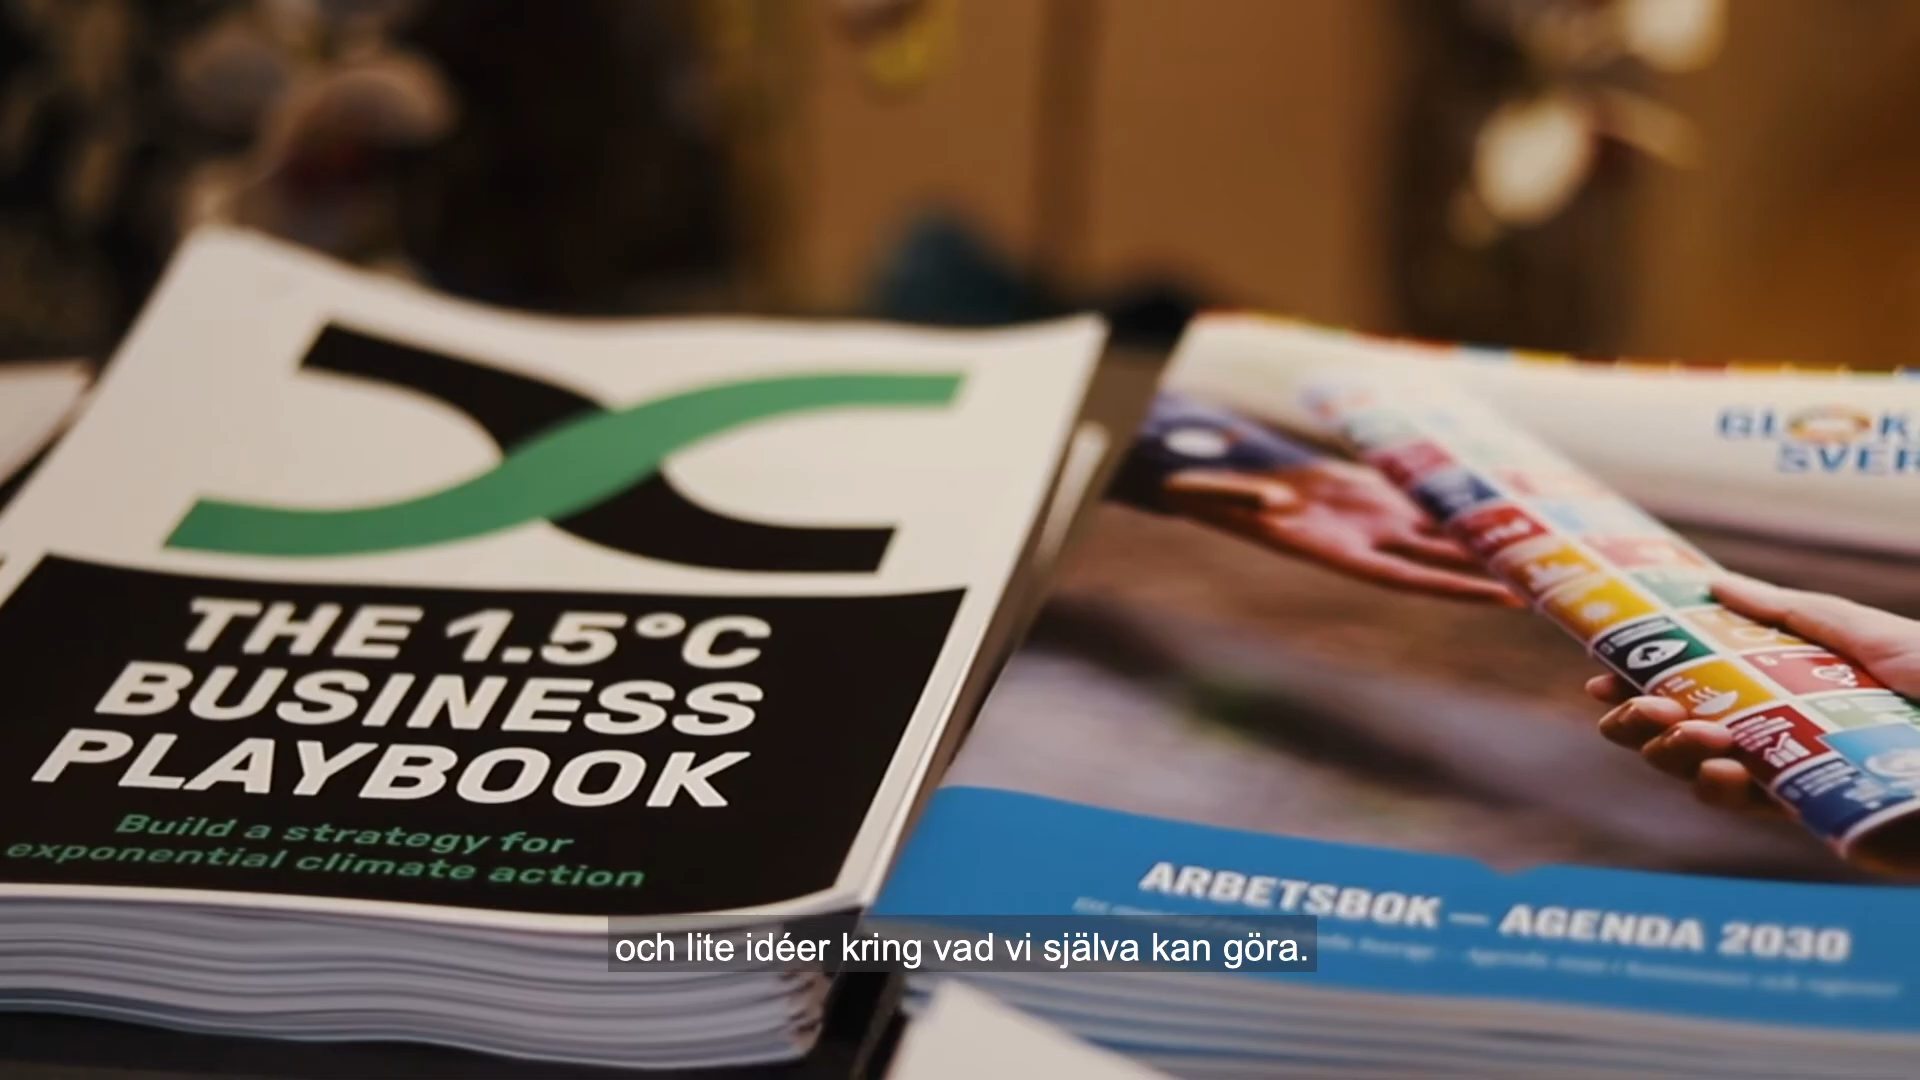 THE 1.5°C
BUSINESS
PLAYBOOK
Build a strategy for
exponential climate action
ARBETSBOK – AGENDA 2030
och lite idéer kring vad vi själva kan göra.